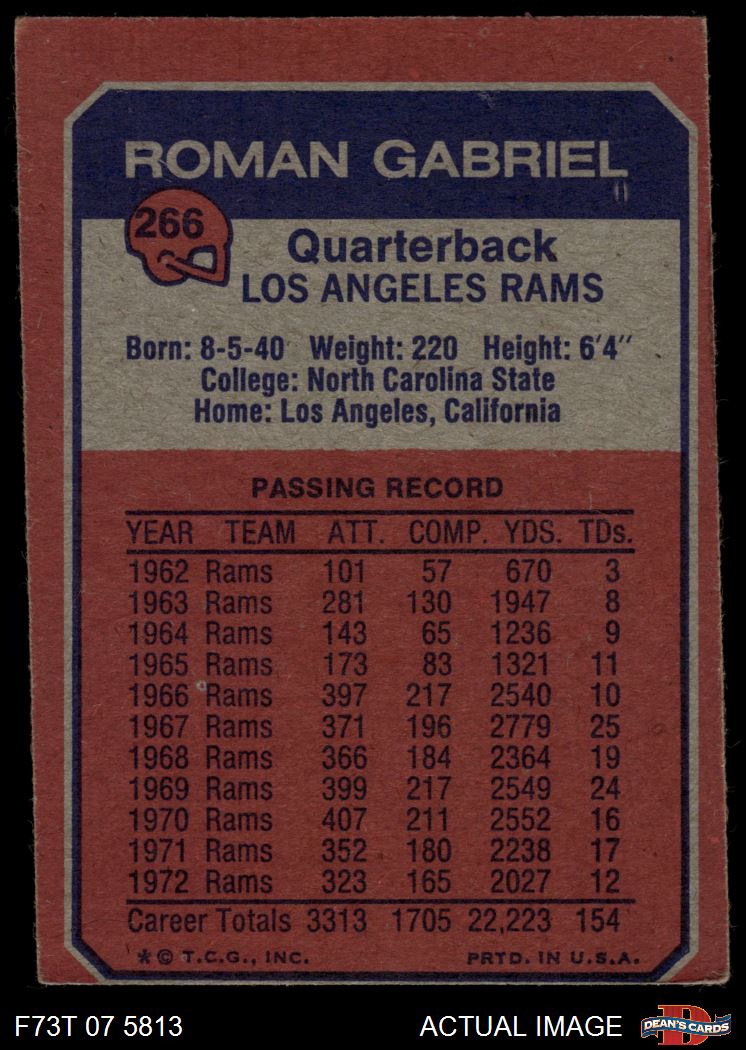 ROMAN GABRIEL
266
Quarterback
LOS ANGELES RAMS
Born: 8-5-40 Weight: 220 Height: 6'4"
College: North Carolina State
Home: Los Angeles, California
PASSING RECORD
YEAR TEAM ATT. COMP. YDS. TDs.
1962 Rams 101 57 670 3
1963 Rams 281 130 1947 8
1964 Rams 143 65 1236 9
1965 Rams 173 83 1321 11
1966 Rams 397 217 2540 10
1967 Rams 371 196 2779 25
1968 Rams 366 184 2364 19
1969 Rams 399 217 2549 24
1970 Rams 407 211 2552 16
1971 Rams 352 180 2238 17
1972 Rams 323 165 2027 12
Career Totals 3313 1705 22,223 154
*© T.C.G., INC. PRTD. IN U.S.A.
F73T 07 5813 ACTUAL IMAGE DEAN'S CARDS